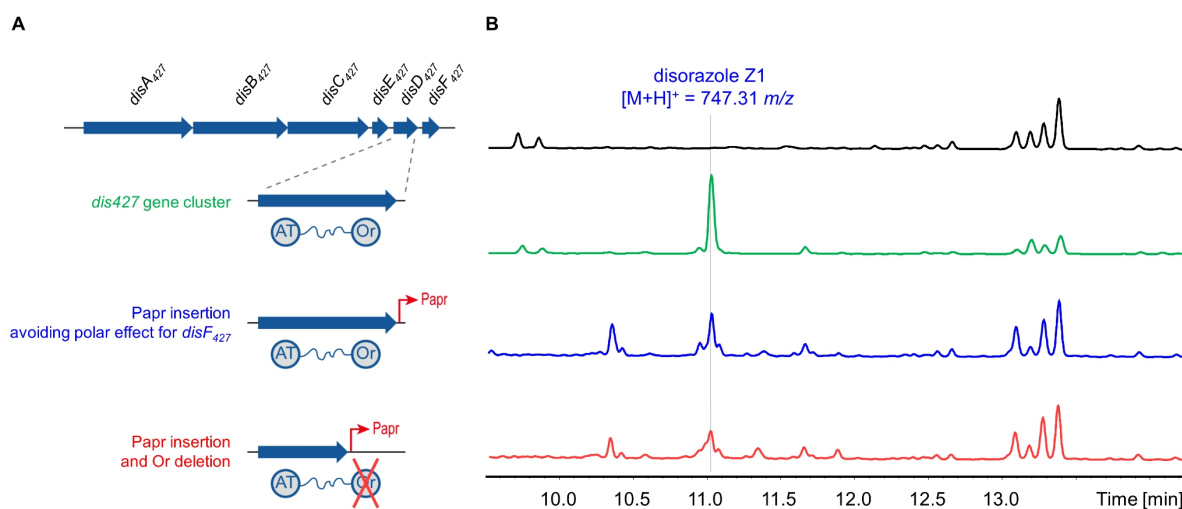 A
B
disA427
disB427
disC427
disE427
disD427
disF 427
disorazole Z1
[M+H]+ = 747.31 m/z
dis427 gene cluster
AT
Or
Papr insertion
avoiding polar effect for disF427
Papr
AT
Or
Papr insertion
and Or deletion
Papr
AT
Or
10.0 10.5 11.0 11.5 12.0 12.5 13.0 Time [min]